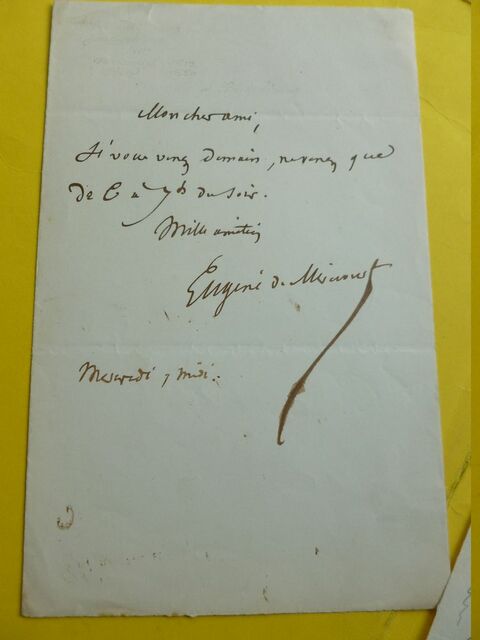 Mon cher ami,
Si vous venez demain, ne venez que
de 6 à 7h du soir.
Mille amitiés
Eugène de Mirecourt
Mercredi, midi.